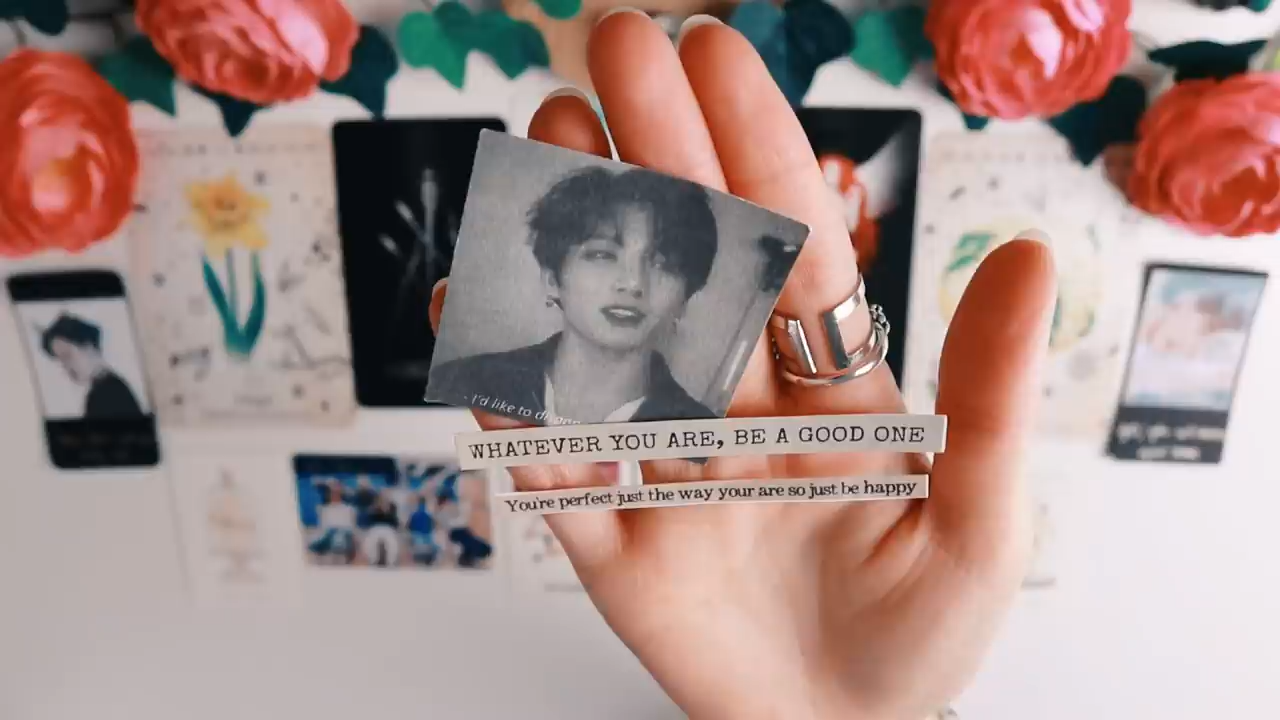 - I'd like to
WHATEVER YOU ARE, BE A GOOD ONE
You're perfect just the way your are so just be happy